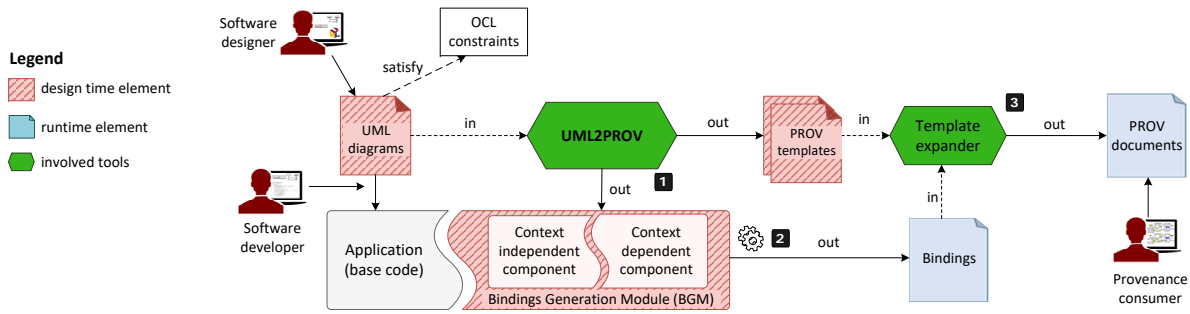 Software
designer
OCL
constraints
Legend
satisfy
design time element
runtime element
involved tools
UML
diagrams
in
UML2PROV
out
PROV
templates
in
Template
expander
3
out
PROV
documents
1
out
in
Software
developer
Application
(base code)
Context
independent
component
Context
dependent
component
Bindings Generation Module (BGM)
2
out
Bindings
Provenance
consumer